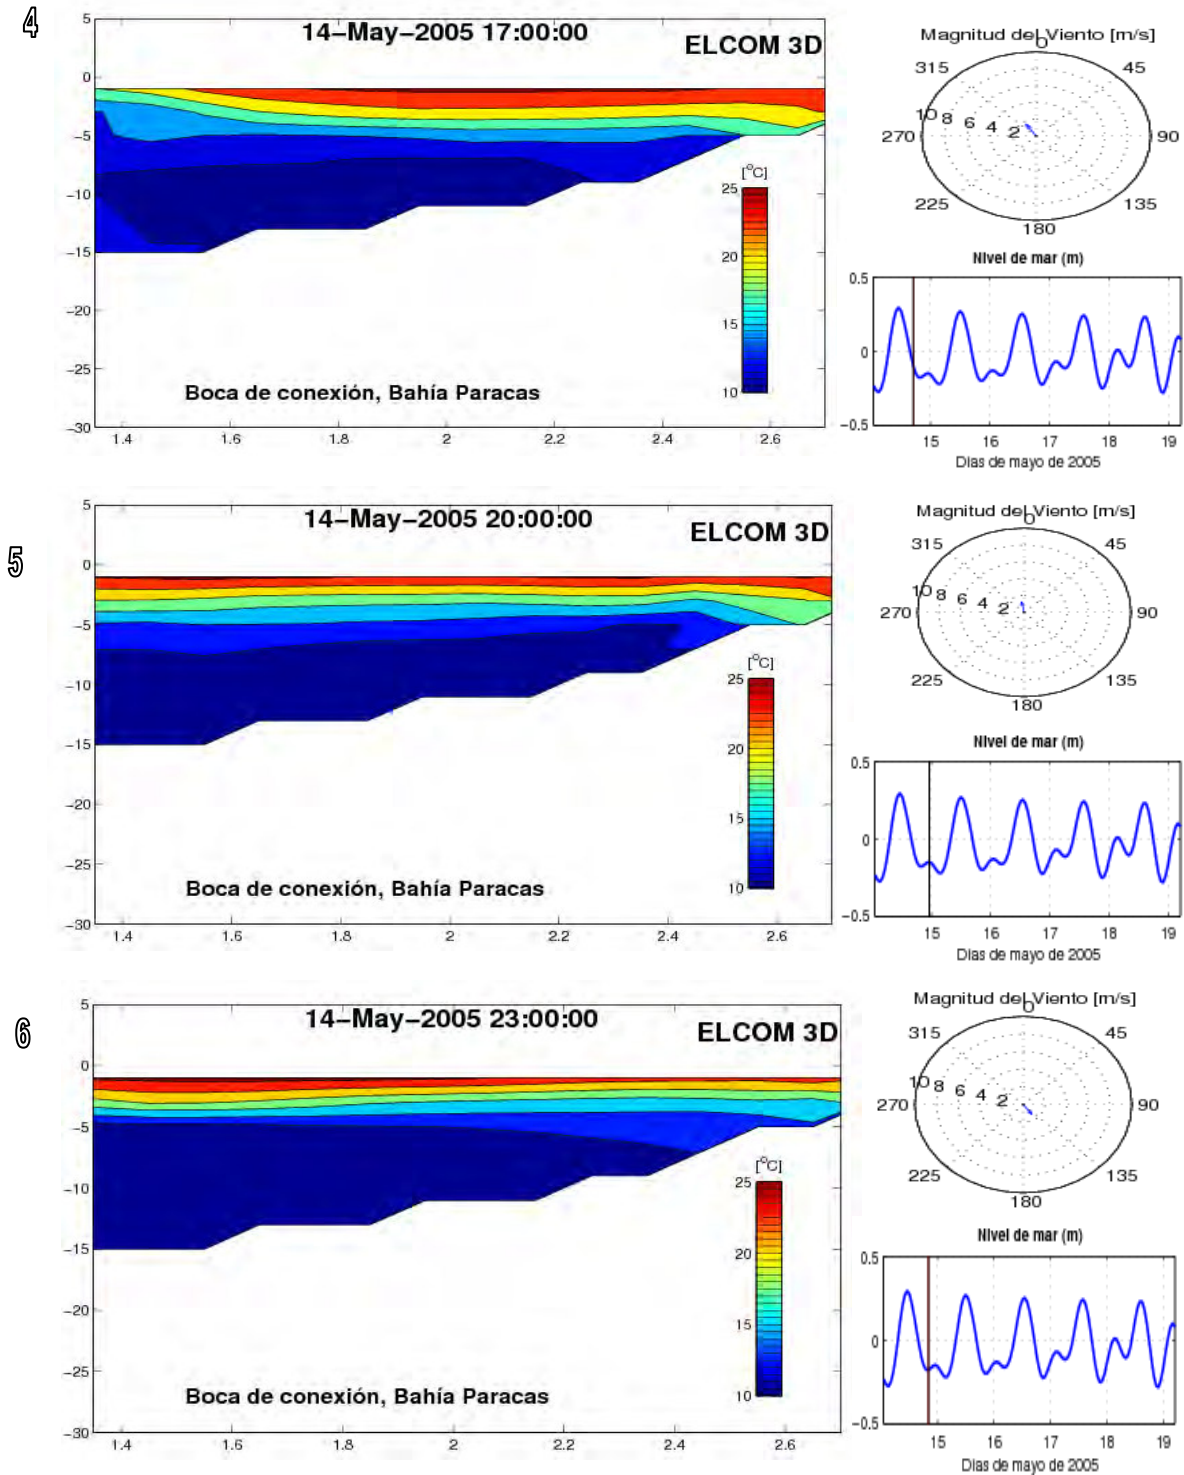 4
14-May-2005 17:00:00
ELCOM 3D
5
0
-5
-10
-15
-20
-25
-30
1.4 1.6 1.8 2 2.2 2.4 2.6
[°C]
25
20
15
10
Boca de conexión, Bahía Paracas
Magnitud del Viento [m/s]
0
45
90
135
180
225
270
315
10 8 6 4 2
Nivel de mar (m)
0.5
0
-0.5
15 16 17 18 19
Dias de mayo de 2005
5
14-May-2005 20:00:00
ELCOM 3D
5
0
-5
-10
-15
-20
-25
-30
1.4 1.6 1.8 2 2.2 2.4 2.6
[°C]
25
20
15
10
Boca de conexión, Bahía Paracas
Magnitud del Viento [m/s]
0
45
90
135
180
225
270
315
10 8 6 4 2
Nivel de mar (m)
0.5
0
-0.5
15 16 17 18 19
Dias de mayo de 2005
6
14-May-2005 23:00:00
ELCOM 3D
5
0
-5
-10
-15
-20
-25
-30
1.4 1.6 1.8 2 2.2 2.4 2.6
[°C]
25
20
15
10
Boca de conexión, Bahía Paracas
Magnitud del Viento [m/s]
0
45
90
135
180
225
270
315
10 8 6 4 2
Nivel de mar (m)
0.5
0
-0.5
15 16 17 18 19
Dias de mayo de 2005